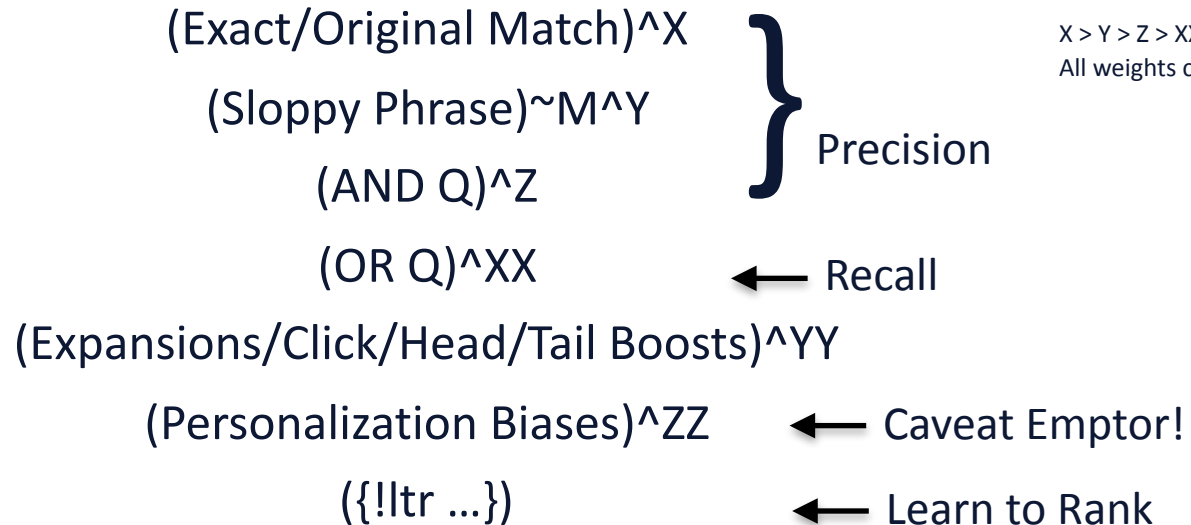 (Exact/Original Match)^X
X > Y > Z > XX
All weights
(Sloppy Phrase)~M^Y
Precision
(AND Q)^Z
(OR Q)^XX
Recall
(Expansions/Click/Head/Tail Boosts)^YY
(Personalization Biases)^ZZ
Caveat Emptor!
({!ltr ...})
Learn to Rank